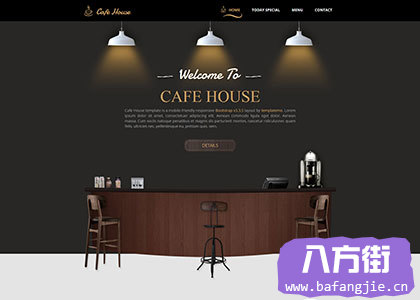 Cafe House
HOME TODAY SPECIAL MENU CONTACT
Welcome To
CAFE HOUSE
Cafe House template is a mobile-friendly responsive Bootstrap v3.3.5 layout by templatemo. Lorem
ipsum dolor sit amet, consectetuer adipiscing elit. Aenean commodo ligula eget dolor. Aenean
massa. Cum sociis natoque penatibus et magnis dis parturient montes, nascetur ridiculus mus. Donec quam
felis, ultricies nec, pellentesque eu, pretium quis, sem.
DETAILS
八方街
www.bafangjie.cn